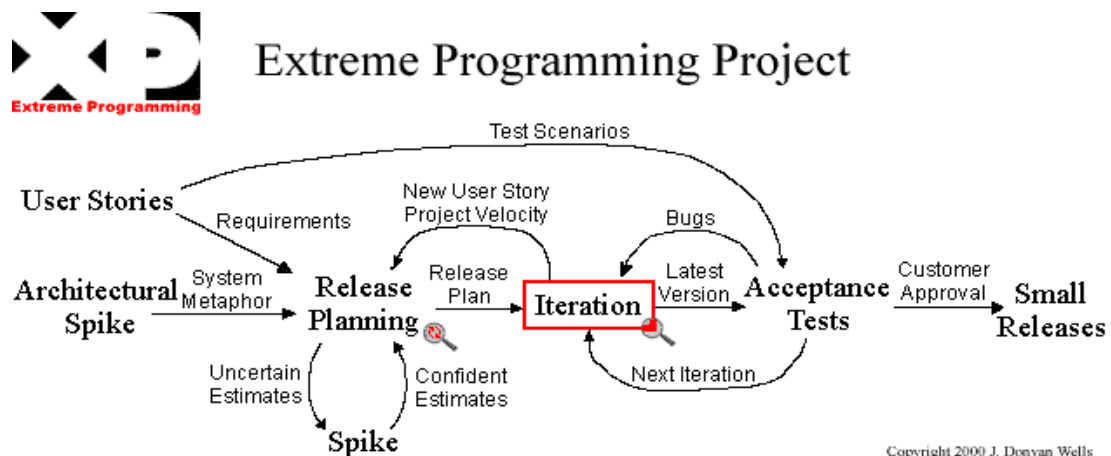 XP
Extreme Programming
Extreme Programming Project
Test Scenarios
User Stories
Requirements
New User Story
Project Velocity
Bugs
Architectural
Spike
System
Metaphor
Release
Planning
Release
Plan
Iteration
Latest
Version
Acceptance
Tests
Customer
Approval
Small
Releases
Uncertain
Estimates
Confident
Estimates
Next Iteration
Spike
Copyright 2000 J. Donvan Wells